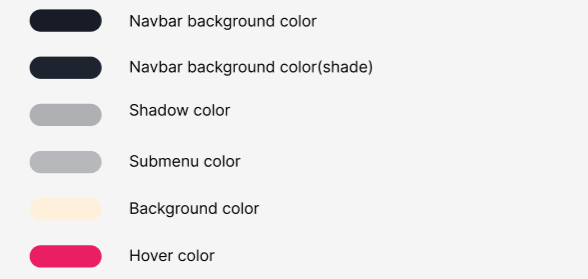 Navbar background color
Navbar background color(shade)
Shadow color
Submenu color
Background color
Hover color